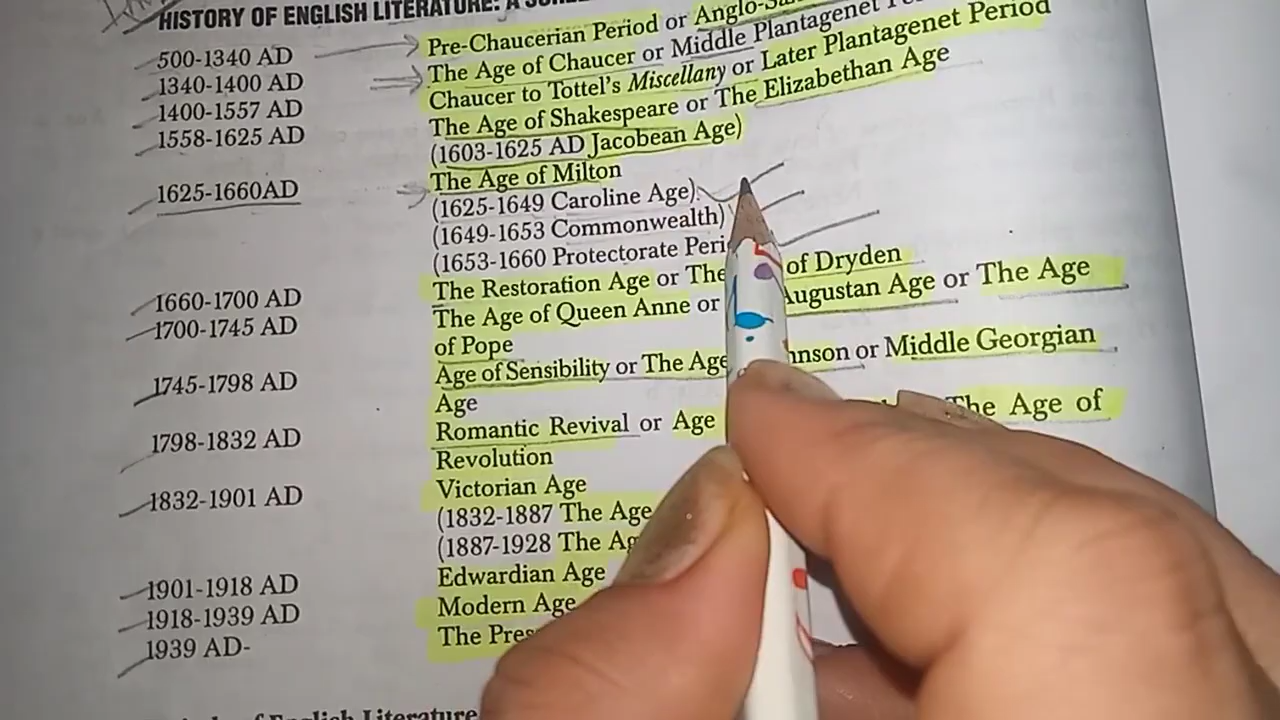 HISTORY OF ENGLISH LITERATURE: A
500-1340 AD Pre-Chaucerian Period or
1340-1400 AD The Age of Chaucer or Middle Plantagenet
1400-1557 AD Chaucer to Tottel's Miscellany or Later Plantagenet Period
1558-1625 AD The Age of Shakespeare or The Elizabethan Age
(1603-1625 AD Jacobean Age)
1625-1660AD The Age of Milton
(1625-1649 Caroline Age)
(1649-1653 Commonwealth)
(1653-1660 Protectorate
1660-1700 AD The Restoration Age or The of Dryden
1700-1745 AD The Age of Queen Anne or Augustan Age or The Age
of Pope
1745-1798 AD Age of Sensibility or The Age or Middle Georgian
Age
1798-1832 AD Romantic Revival or Age The Age of
Revolution
1832-1901 AD Victorian Age
(1832-1887 The Age
(1887-1928 The
1901-1918 AD Edwardian Age
1918-1939 AD Modern Age
1939 AD- The
of English Literature